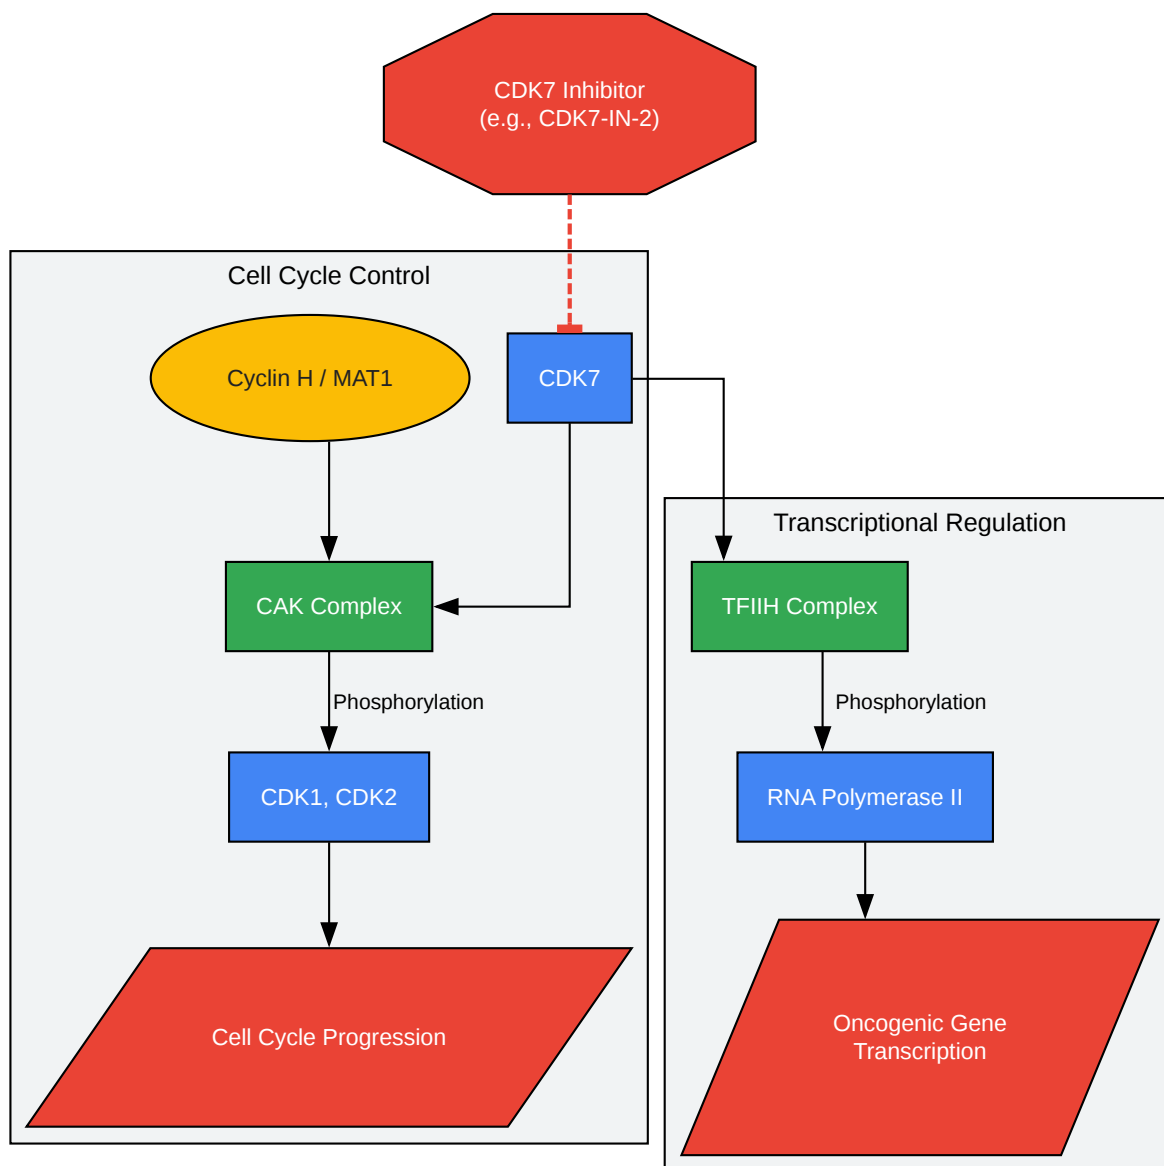 CDK7 Inhibitor
(e.g., CDK7-IN-2)
Cell Cycle Control
Cyclin H / MAT1
CDK7
Transcriptional Regulation
CAK Complex
TFIIH Complex
Phosphorylation
Phosphorylation
CDK1, CDK2
RNA Polymerase II
Cell Cycle Progression
Oncogenic Gene
Transcription